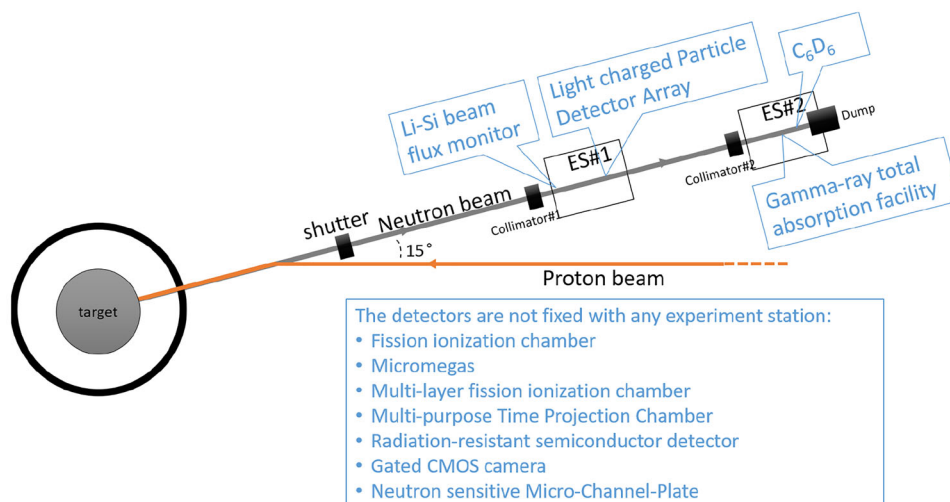 C₆D₆
Light charged Particle
Detector Array
Li-Si beam
flux monitor
ES#2
Dump
ES#1
Collimator#2
Gamma-ray total
absorption facility
Collimator#1
Neutron beam
shutter
15°
Proton beam
target
The detectors are not fixed with any experiment station:
• Fission ionization chamber
• Micromegas
• Multi-layer fission ionization chamber
• Multi-purpose Time Projection Chamber
• Radiation-resistant semiconductor detector
• Gated CMOS camera
• Neutron sensitive Micro-Channel-Plate